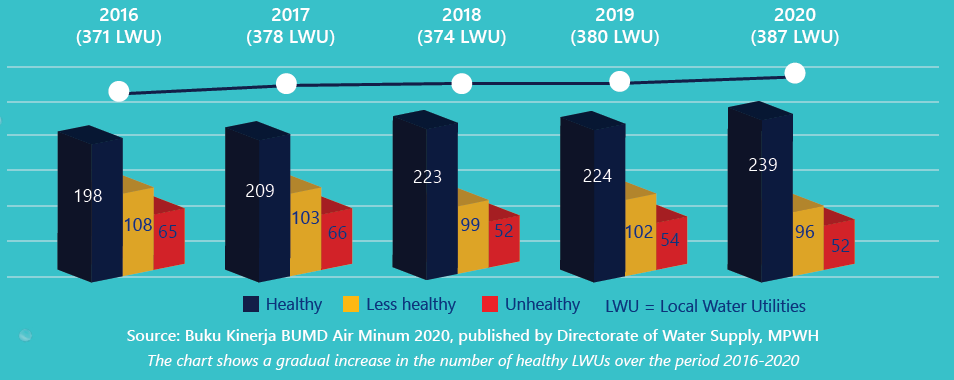 2016 2017 2018 2019 2020
(371 LWU) (378 LWU) (374 LWU) (380 LWU) (387 LWU)
198 108 65
209 103 66
223 99 52
224 102 54
239 96 52
Healthy Less healthy Unhealthy LWU = Local Water Utilities
Source: Buku Kinerja BUMD Air Minum 2020, published by Directorate of Water Supply, MPWH
The chart shows a gradual increase in the number of healthy LWUs over the period 2016-2020